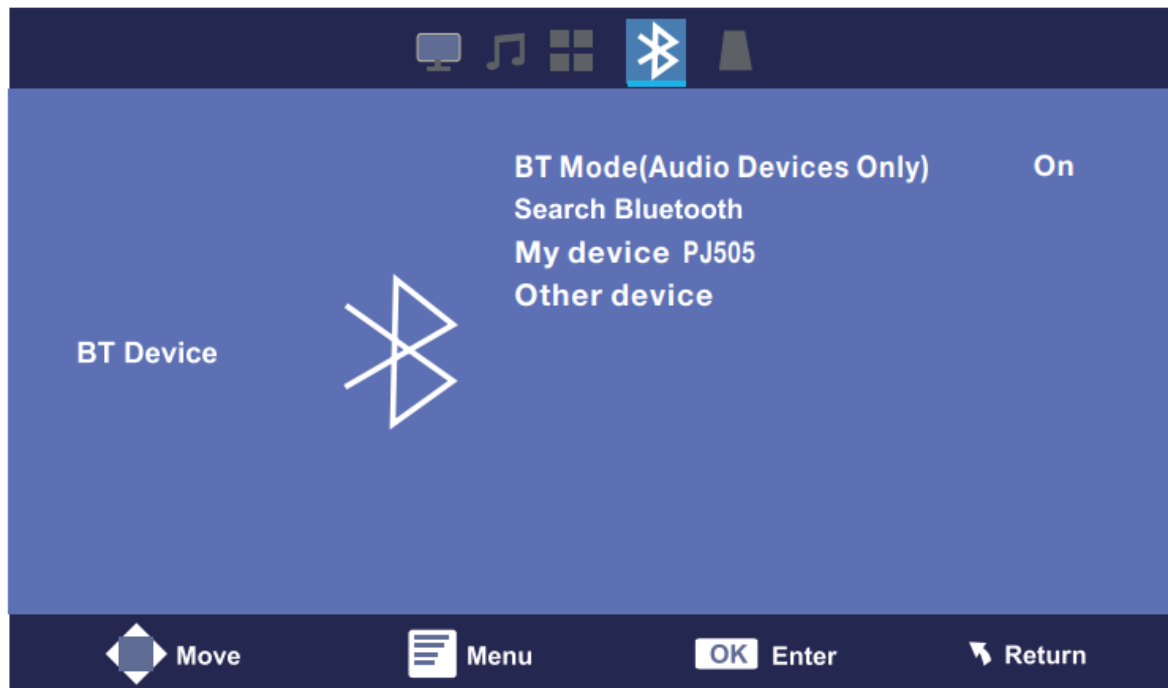 BT Mode(Audio Devices Only) On
Search Bluetooth
My device PJ505
Other device
BT Device
Move Menu OK Enter Return